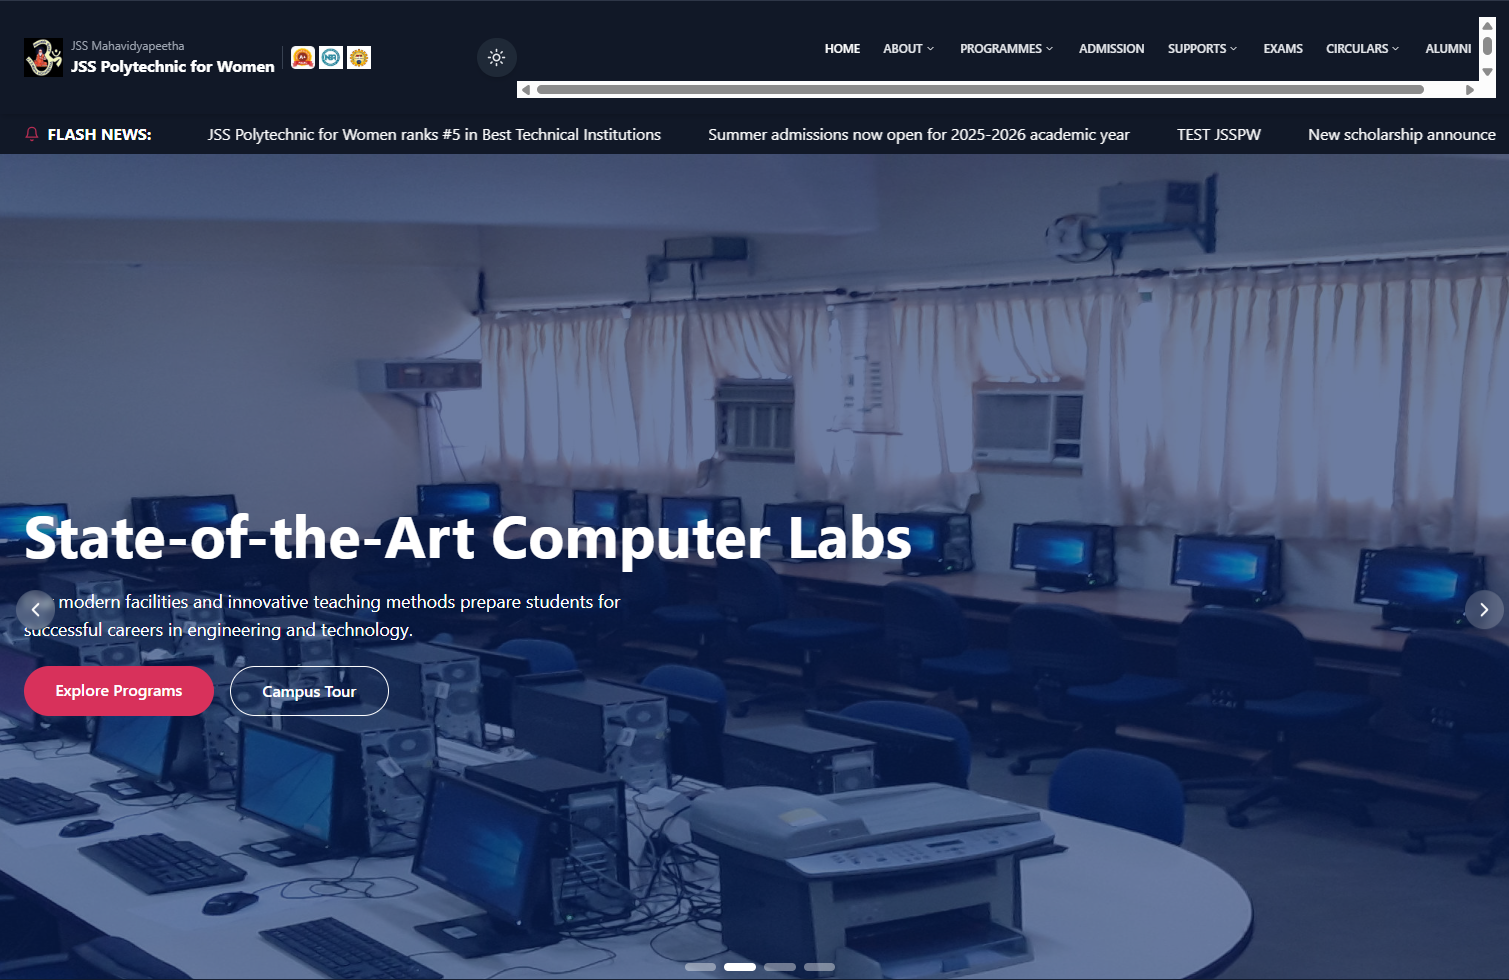 JSS Mahavidyapeetha
JSS Polytechnic for Women
HOME ABOUT PROGRAMMES ADMISSION SUPPORTS EXAMS CIRCULARS ALUMNI
FLASH NEWS: JSS Polytechnic for Women ranks #5 in Best Technical Institutions Summer admissions now open for 2025-2026 academic year TEST JSSPW New scholarship announce
State-of-the-Art Computer Labs
modern facilities and innovative teaching methods prepare students for
successful careers in engineering and technology.
Explore Programs Campus Tour